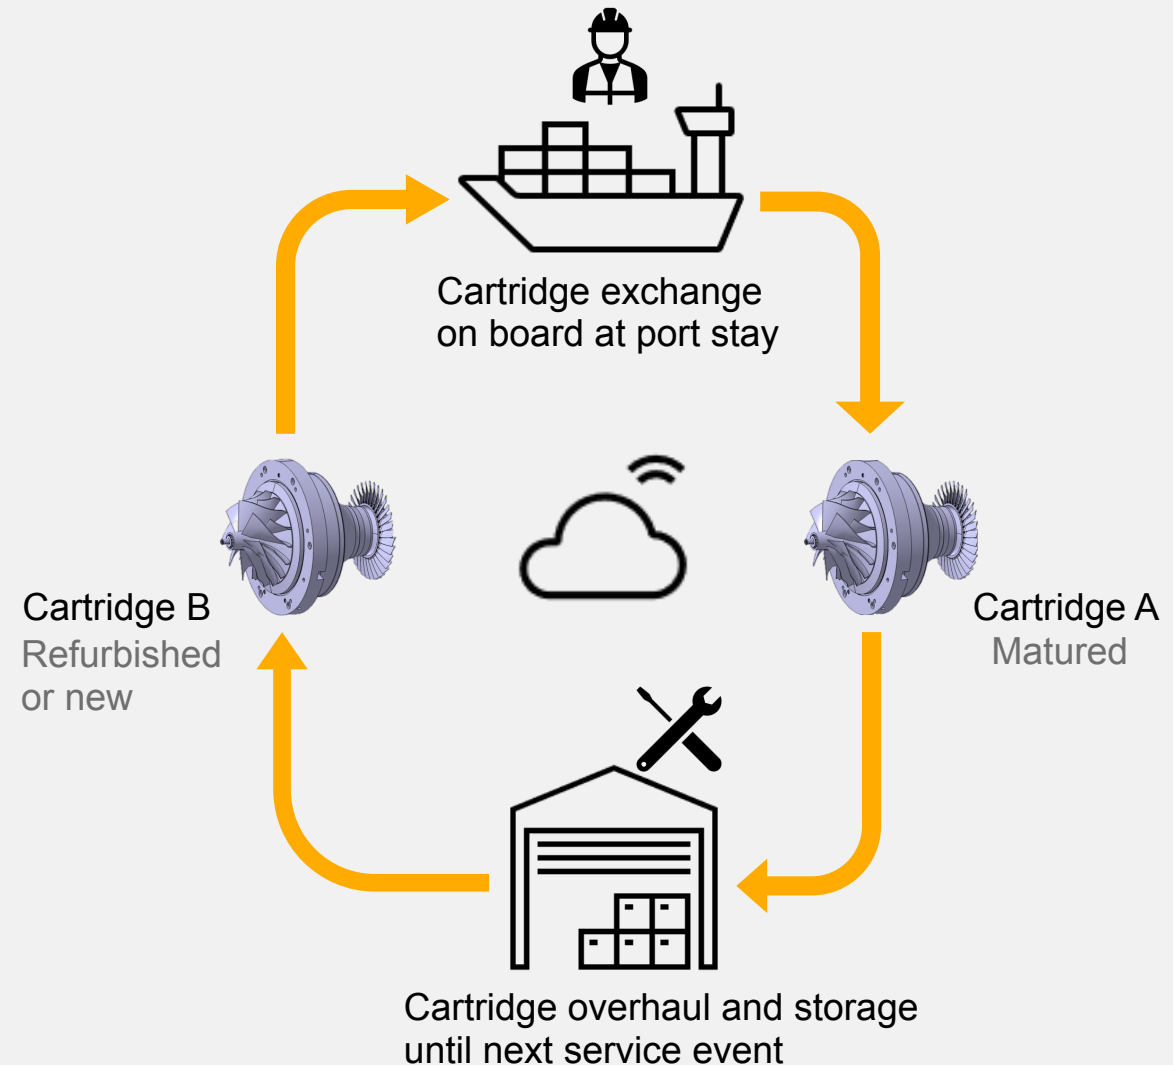 Cartridge exchange
on board at port stay
Cartridge B
Refurbished
or new
Cartridge A
Matured
Cartridge overhaul and storage
until next service event